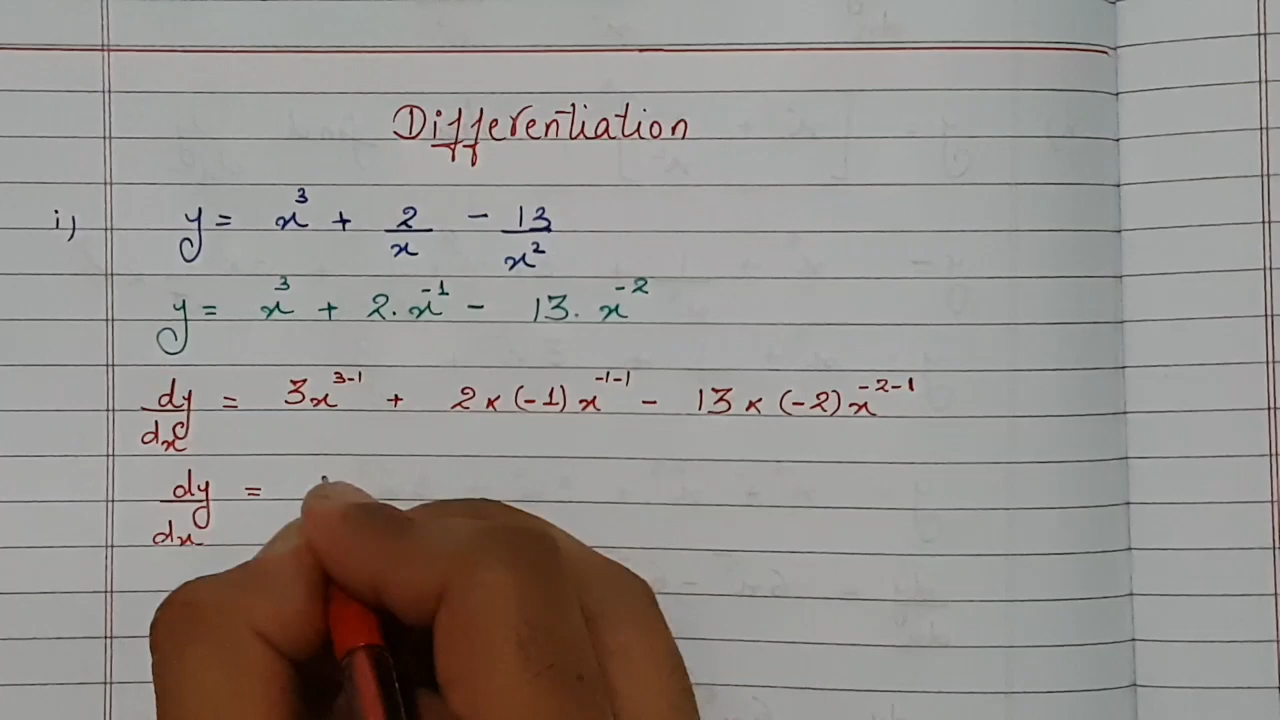 Differentiation
i) y = x³ + 2/x - 13/x²
y = x³ + 2.x⁻¹ - 13.x⁻²
dy/dx = 3x³⁻¹ + 2×(-1)x⁻¹⁻¹ - 13×(-2)x⁻²⁻¹
dy/dx =